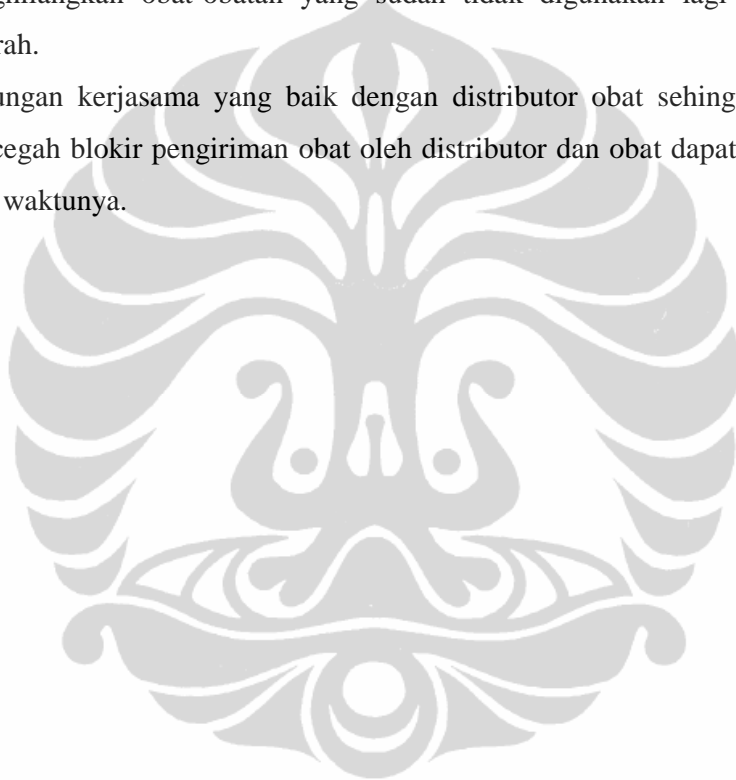 obat-obatan yang sudah tidak digunakan lagi
rah.
ungan kerjasama yang baik dengan distributor obat sehing
cegah blokir pengiriman obat oleh distributor dan obat dapat
waktunya.